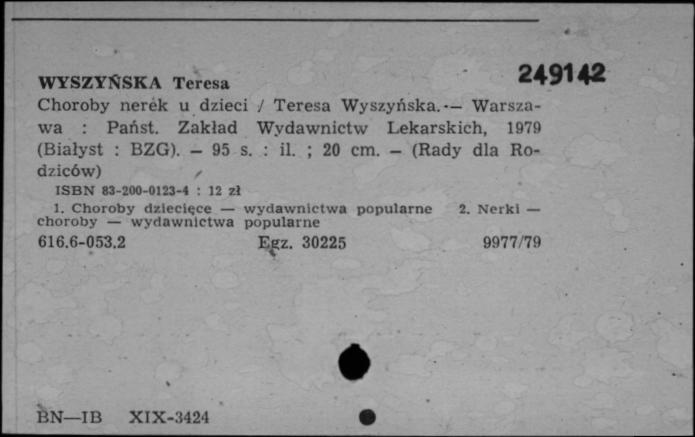 249142
WYSZYŃSKA Teresa
Choroby nerek u dzieci / Teresa Wyszyńska. — Warsza-
wa : Państ. Zakład Wydawnictw Lekarskich, 1979
(Białyst : BZG). — 95 s. : il. ; 20 cm. — (Rady dla Ro-
dziców)
ISBN 83-200-0123-4 : 12 zł
1. Choroby dziecięce — wydawnictwa popularne 2. Nerki —
choroby — wydawnictwa popularne
616.6-053.2 Egz. 30225 9977/79
BN—IB XIX-3424